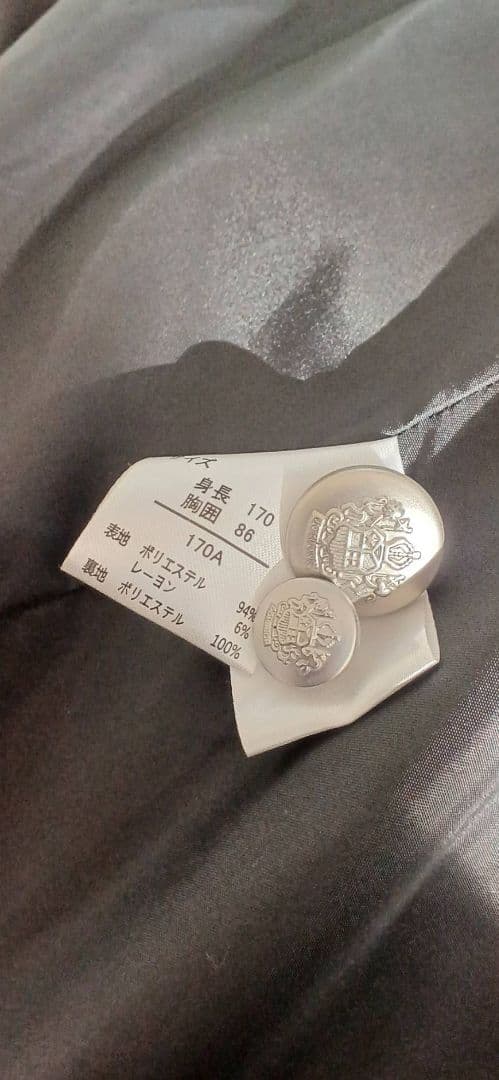 イズ
身長 170
胸囲 86
170A
表地 ポリエステル 94%
レーヨン 6%
裏地 ポリエステル 100%